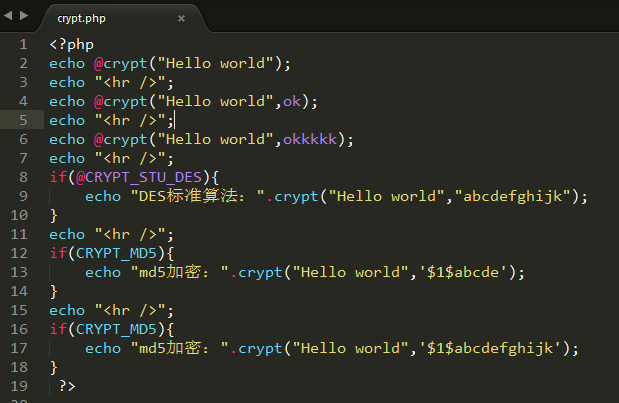 crypt.php
1 <?php
2 echo @crypt("Hello world");
3 echo "<hr />";
4 echo @crypt("Hello world",ok);
5 echo "<hr />";
6 echo @crypt("Hello world",okkkkk);
7 echo "<hr />";
8 if(@CRYPT_STU_DES){
9 echo "DES标准算法：".crypt("Hello world","abcdefghijk");
10 }
11 echo "<hr />";
12 if(CRYPT_MD5){
13 echo "md5加密：".crypt("Hello world",'$1$abcde');
14 }
15 echo "<hr />";
16 if(CRYPT_MD5){
17 echo "md5加密：".crypt("Hello world",'$1$abcdefghijk');
18 }
19 ?>